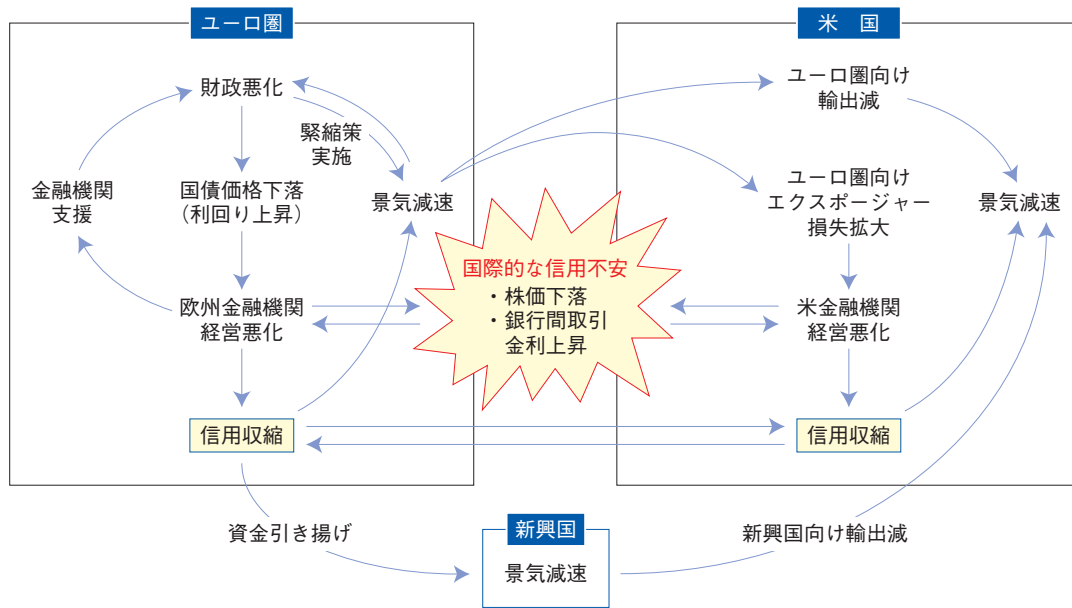 ユーロ圏
財政悪化
緊縮策
実施
金融機関
支援
国債価格下落
（利回り上昇）
景気減速
欧州金融機関
経営悪化
信用収縮
国際的な信用不安
・株価下落
・銀行間取引
金利上昇
米　国
ユーロ圏向け
輸出減
ユーロ圏向け
エクスポージャー
損失拡大
景気減速
米金融機関
経営悪化
信用収縮
資金引き揚げ
新興国
景気減速
新興国向け輸出減